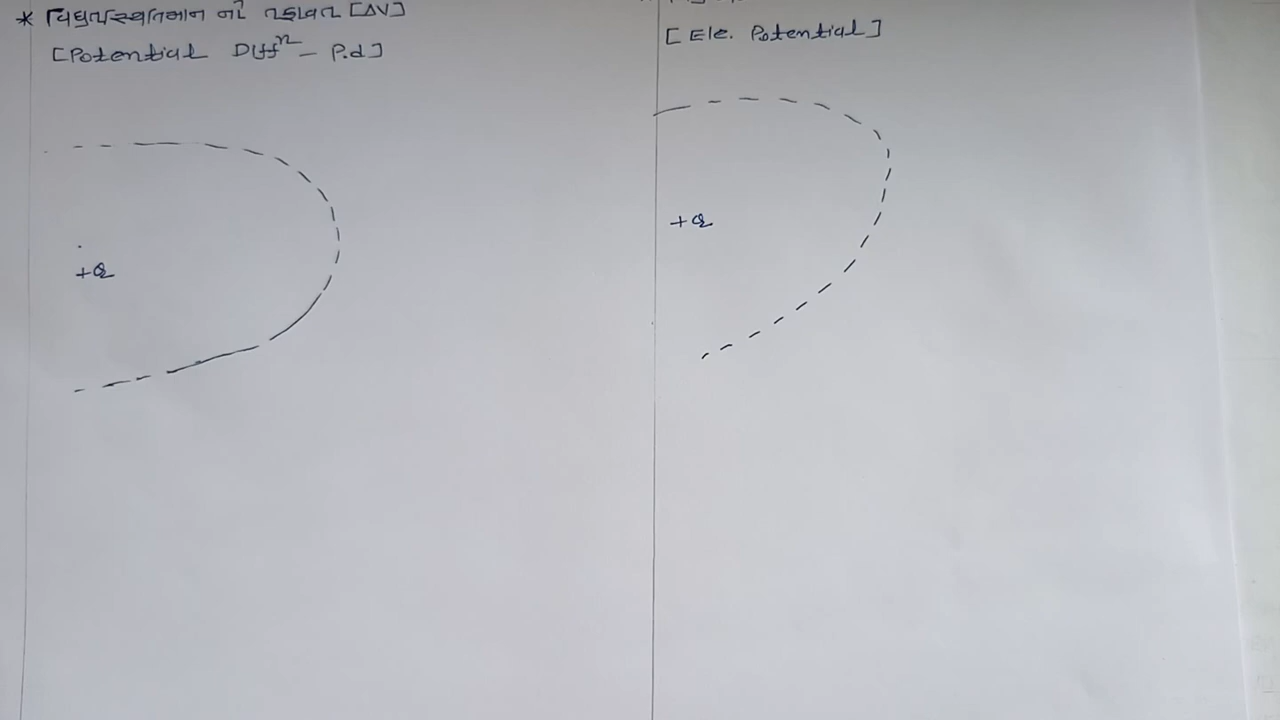 * વિદ્યુતસ્થિતિમાન નો તફાવત [ΔV]
[Potential Diffⁿ – P.d]
+Q
[Ele. Potential]
+Q